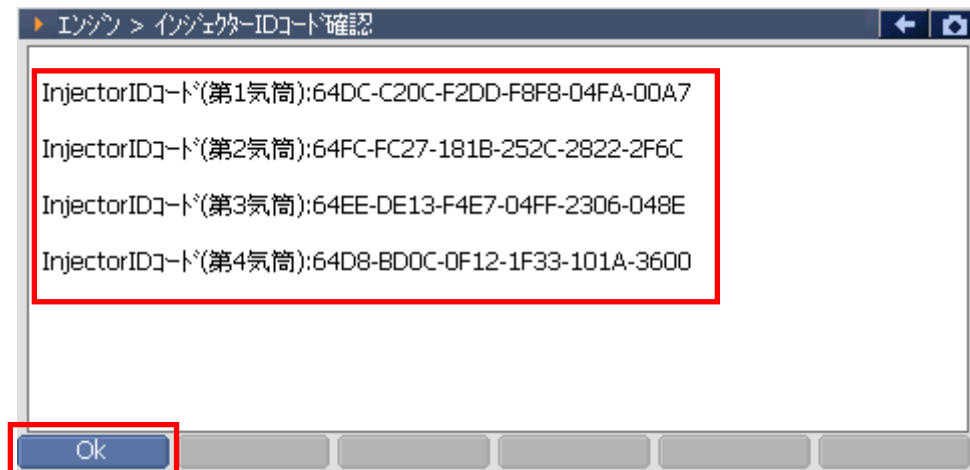 エンジン > インジェクターIDコード確認
InjectorIDコード(第1気筒):64DC-C20C-F2DD-F8F8-04FA-00A7
InjectorIDコード(第2気筒):64FC-FC27-181B-252C-2822-2F6C
InjectorIDコード(第3気筒):64EE-DE13-F4E7-04FF-2306-048E
InjectorIDコード(第4気筒):64D8-BD0C-0F12-1F33-101A-3600
Ok